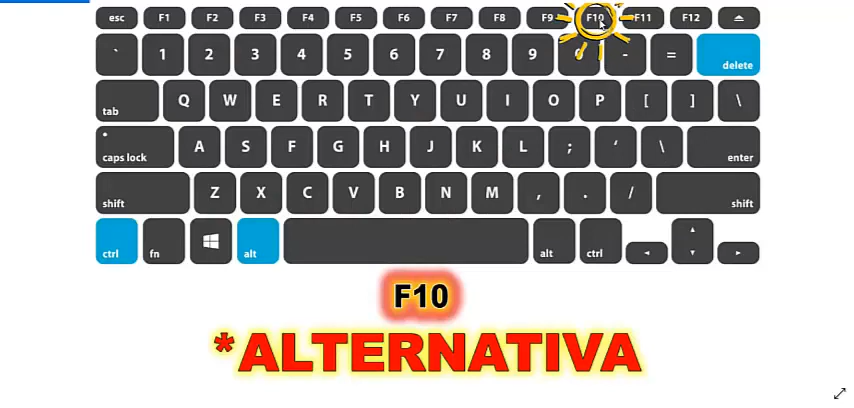 esc F1 F2 F3 F4 F5 F6 F7 F8 F9 F10 F11 F12
` 1 2 3 4 5 6 7 8 9 0 - = delete
tab Q W E R T Y U I O P [ ] \
caps lock A S D F G H J K L ; ' \ enter
shift Z X C V B N M , . / shift
ctrl fn alt alt ctrl
F10
*ALTERNATIVA